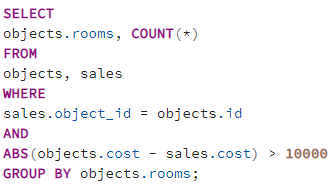 SELECT
objects.rooms, COUNT(*)
FROM
objects, sales
WHERE
sales.object_id = objects.id
AND
ABS(objects.cost - sales.cost) > 10000
GROUP BY objects.rooms;